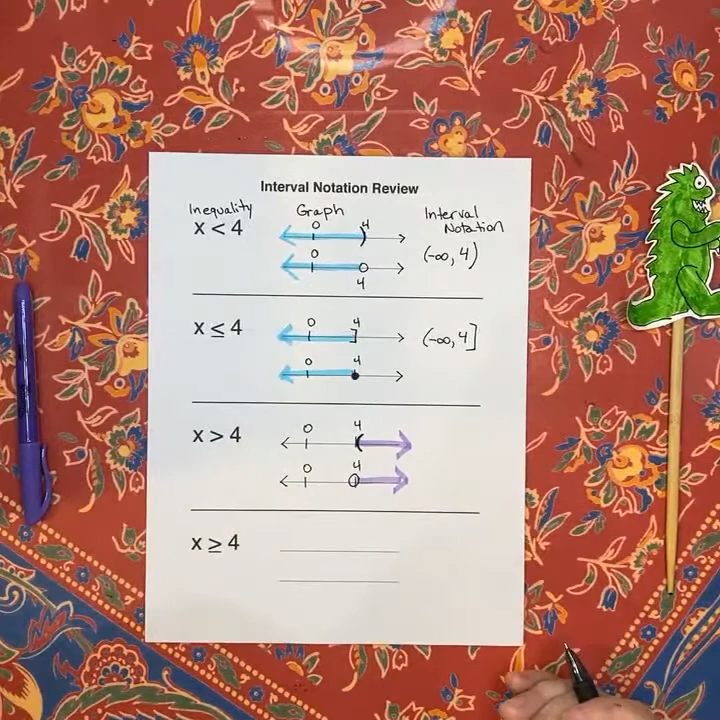 Interval Notation Review
Inequality Graph Interval Notation
x < 4
0 4
(-∞, 4)
0
4
x ≤ 4
0 4
(-∞, 4]
0 4
x > 4
0 4
0 4
x ≥ 4